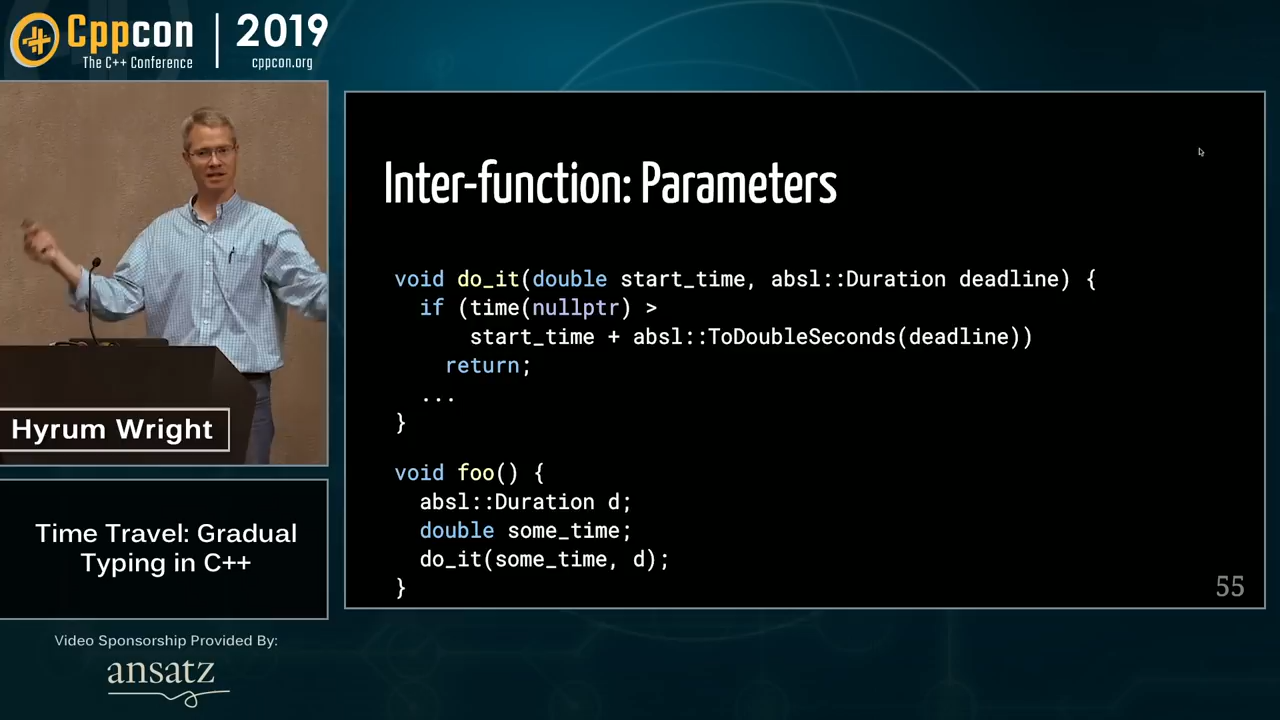 Cppcon
The C++ Conference
2019
cppcon.org
Inter-function: Parameters
void do_it(double start_time, absl::Duration deadline) {
if (time(nullptr) >
start_time + absl::ToDoubleSeconds(deadline))
return;
...
}
void foo() {
absl::Duration d;
double some_time;
do_it(some_time, d);
}
55
Hyrum Wright
Time Travel: Gradual
Typing in C++
Video Sponsorship Provided By:
ansatz